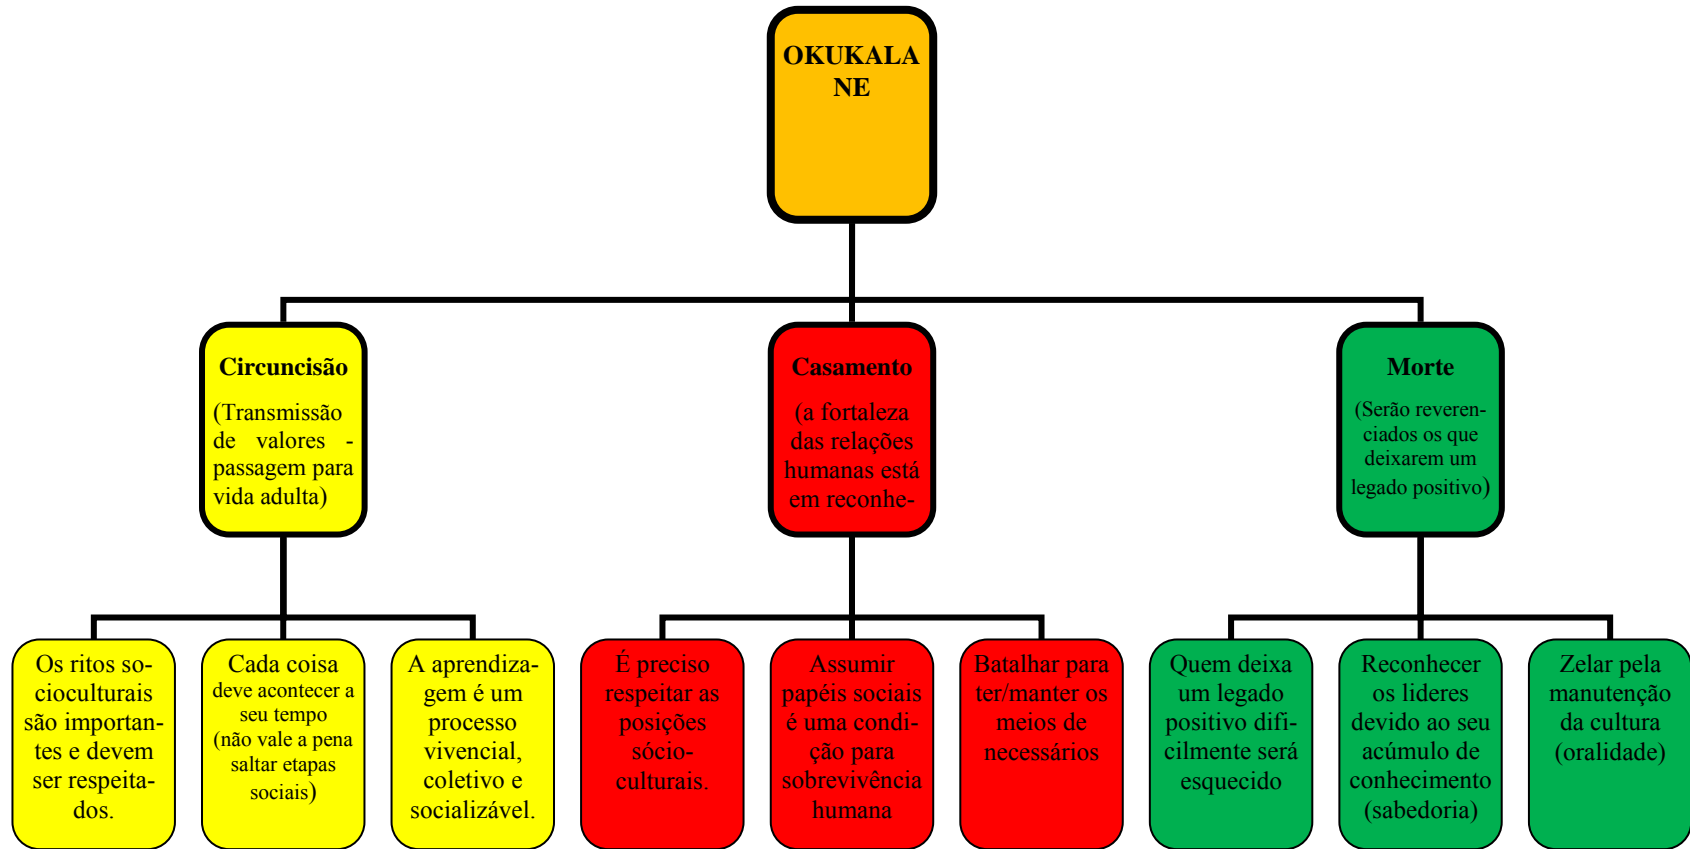 OKUKALA
NE
Circuncisão
(Transmissão
de valores -
passagem para
vida adulta)
Casamento
(a fortaleza
das relações
humanas está
em reconhe-
Morte
(Serão reveren-
ciados os que
deixarem um
legado positivo)
Os ritos so-
cioculturais
são importan-
tes e devem
ser respeita-
dos.
Cada coisa
deve acontecer a
seu tempo
(não vale a pena
saltar etapas
sociais)
A aprendiza-
gem é um
processo
vivencial,
coletivo e
socializável.
É preciso
respeitar as
posições
sócio-
culturais.
Assumir
papéis sociais
é uma condi-
ção para
sobrevivência
humana
Batalhar para
ter/manter os
meios de
necessários
Quem deixa
um legado
positivo difi-
cilmente será
esquecido
Reconhecer
os lideres
devido ao seu
acúmulo de
conhecimento
(sabedoria)
Zelar pela
manutenção
da cultura
(oralidade)